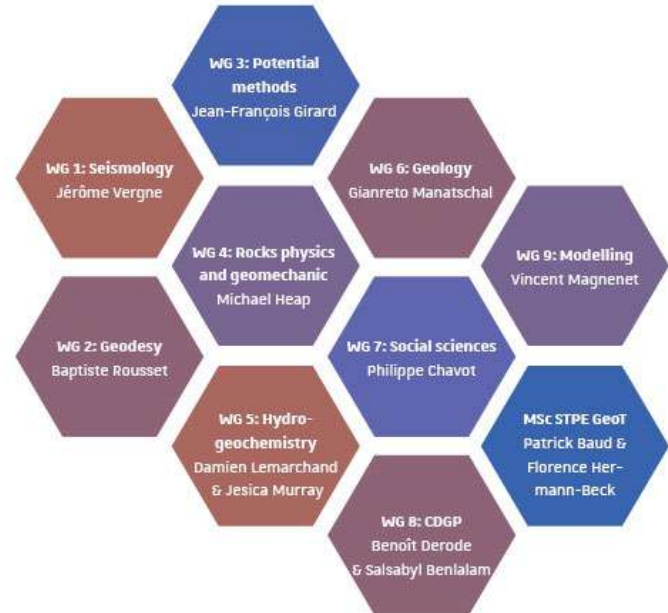 WG 3: Potential
methods
Jean-François Girard
WG 1: Seismology
Jérôme Vergne
WG 6: Geology
Gianreto Manatschal
WG 4: Rocks physics
and geomechanic
Michael Heap
WG 9: Modelling
Vincent Magnenet
WG 2: Geodesy
Baptiste Rousset
WG 7: Social sciences
Philippe Chavot
WG 5: Hydro-
geochemistry
Damien Lemarchand
& Jesica Murray
MSc STPE GeoT
Patrick Baud &
Florence Her-
mann-Beck
WG 8: CDGP
Benoît Derode
& Salsabyl Benlalam